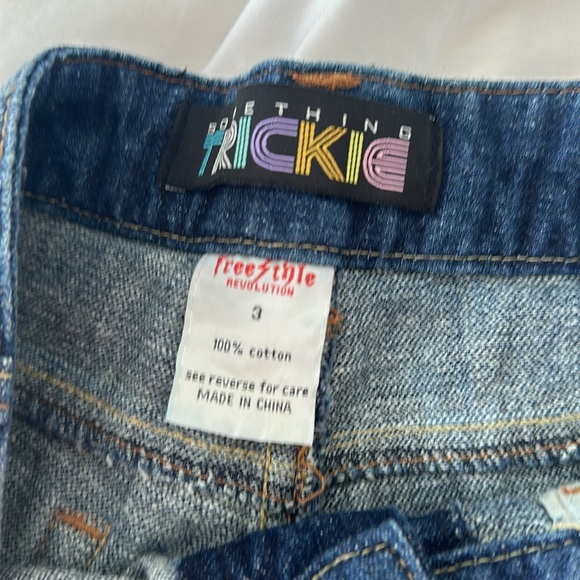 SOMETHING
TRICKIE
freestyle
REVOLUTION
3
100% cotton
see reverse for care
MADE IN CHINA